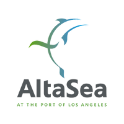 AltaSea
AT THE PORT OF LOS ANGELES